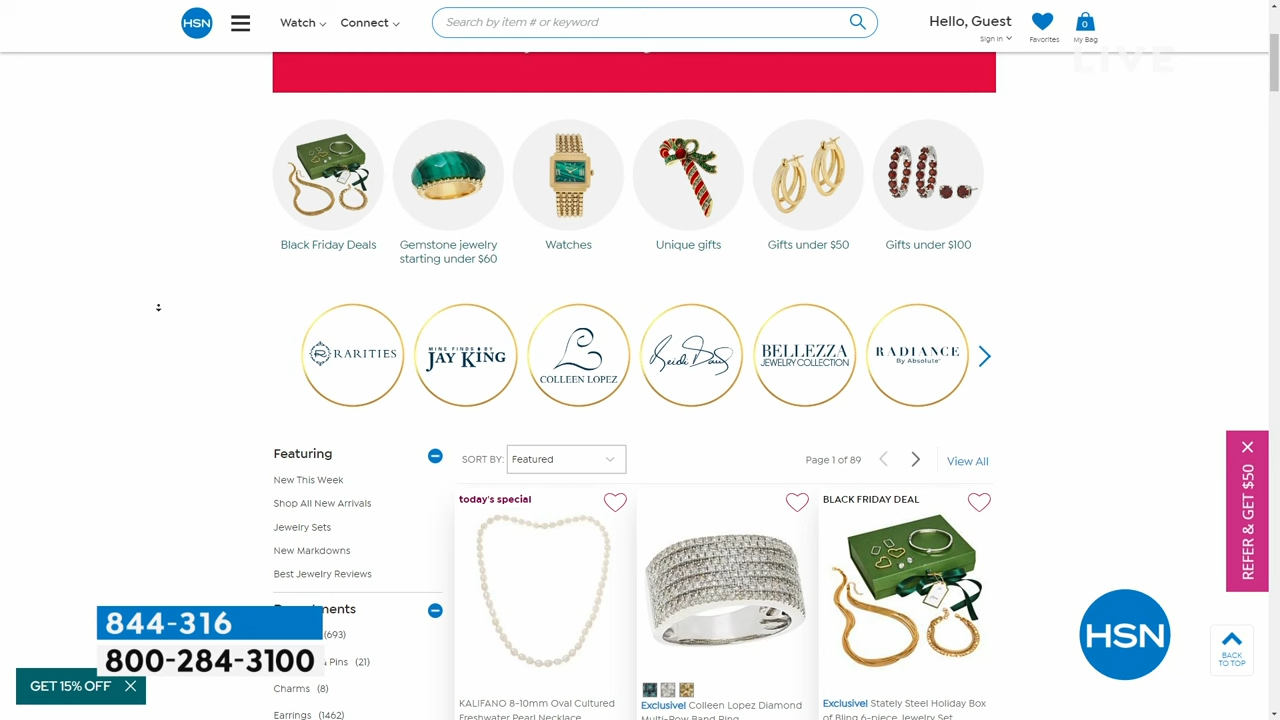 HSN
Watch
Connect
Search by item # or keyword
Hello, Guest
Sign In
Favorites
0
My Bag
LIVE
Black Friday Deals
Gemstone jewelry
starting under $60
Watches
Unique gifts
Gifts under $50
Gifts under $100
RARITIES
MINE FINDS BY
JAY KING
COLLEEN LOPEZ
Heidi Daus
BELLEZZA
JEWELRY COLLECTION
RADIANCE
By Absolute
Featuring
SORT BY:
Featured
Page 1 of 89
View All
New This Week
Shop All New Arrivals
Jewelry Sets
New Markdowns
Best Jewelry Reviews
today's special
BLACK FRIDAY DEAL
REFER & GET $50
844-316
(693)
800-284-3100
Pins (21)
GET 15% OFF
Charms (8)
Earrings (1462)
KALIFANO 8-10mm Oval Cultured
Freshwater Pearl Necklace
Exclusive! Colleen Lopez Diamond
Multi-Row Band Ring
Exclusive! Stately Steel Holiday Box
of Bling 6-piece Jewelry Set
HSN
BACK
TO TOP